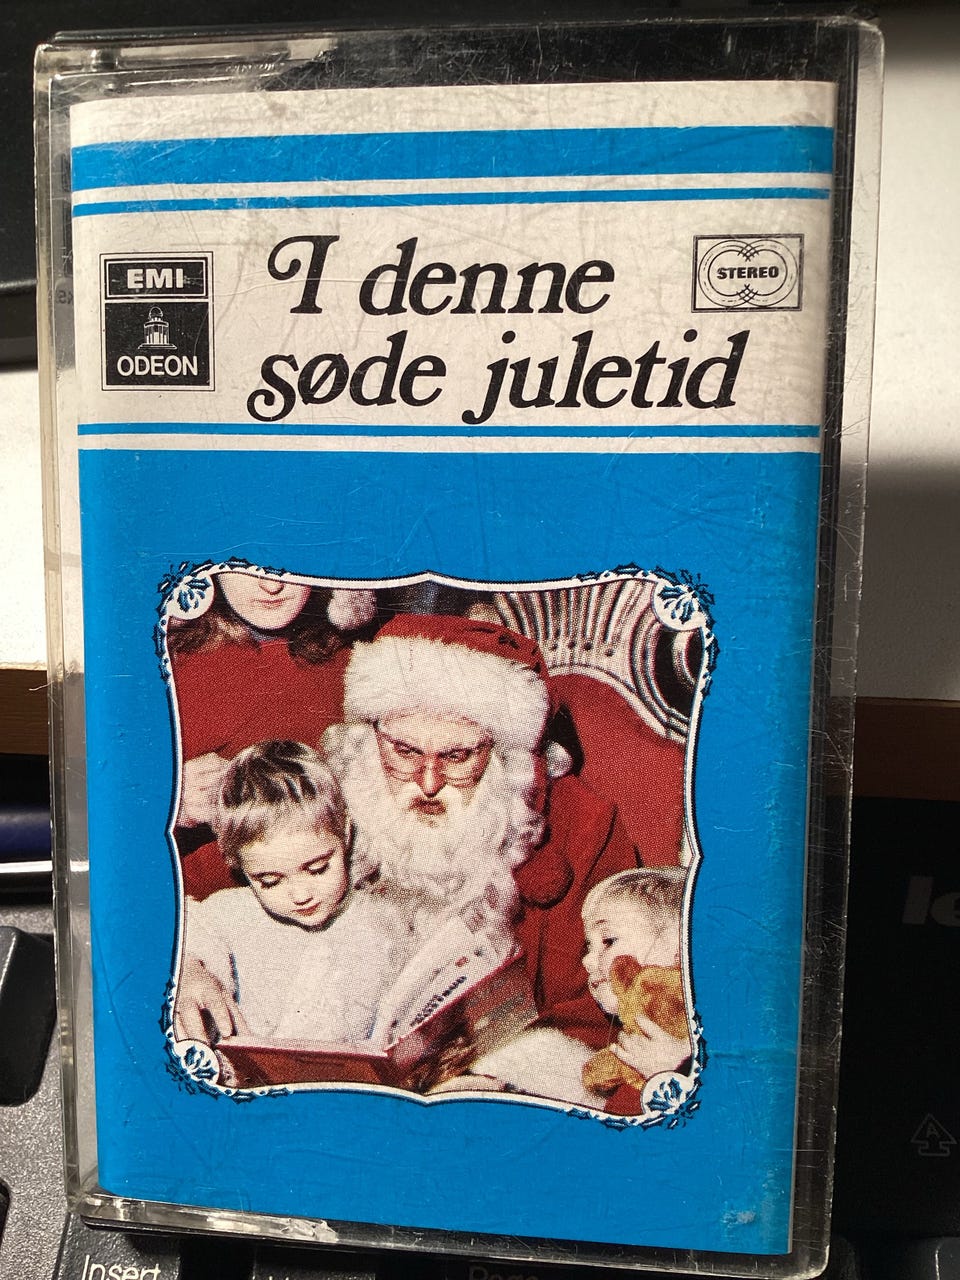 EMI
ODEON
I denne
søde juletid
STEREO
Insert